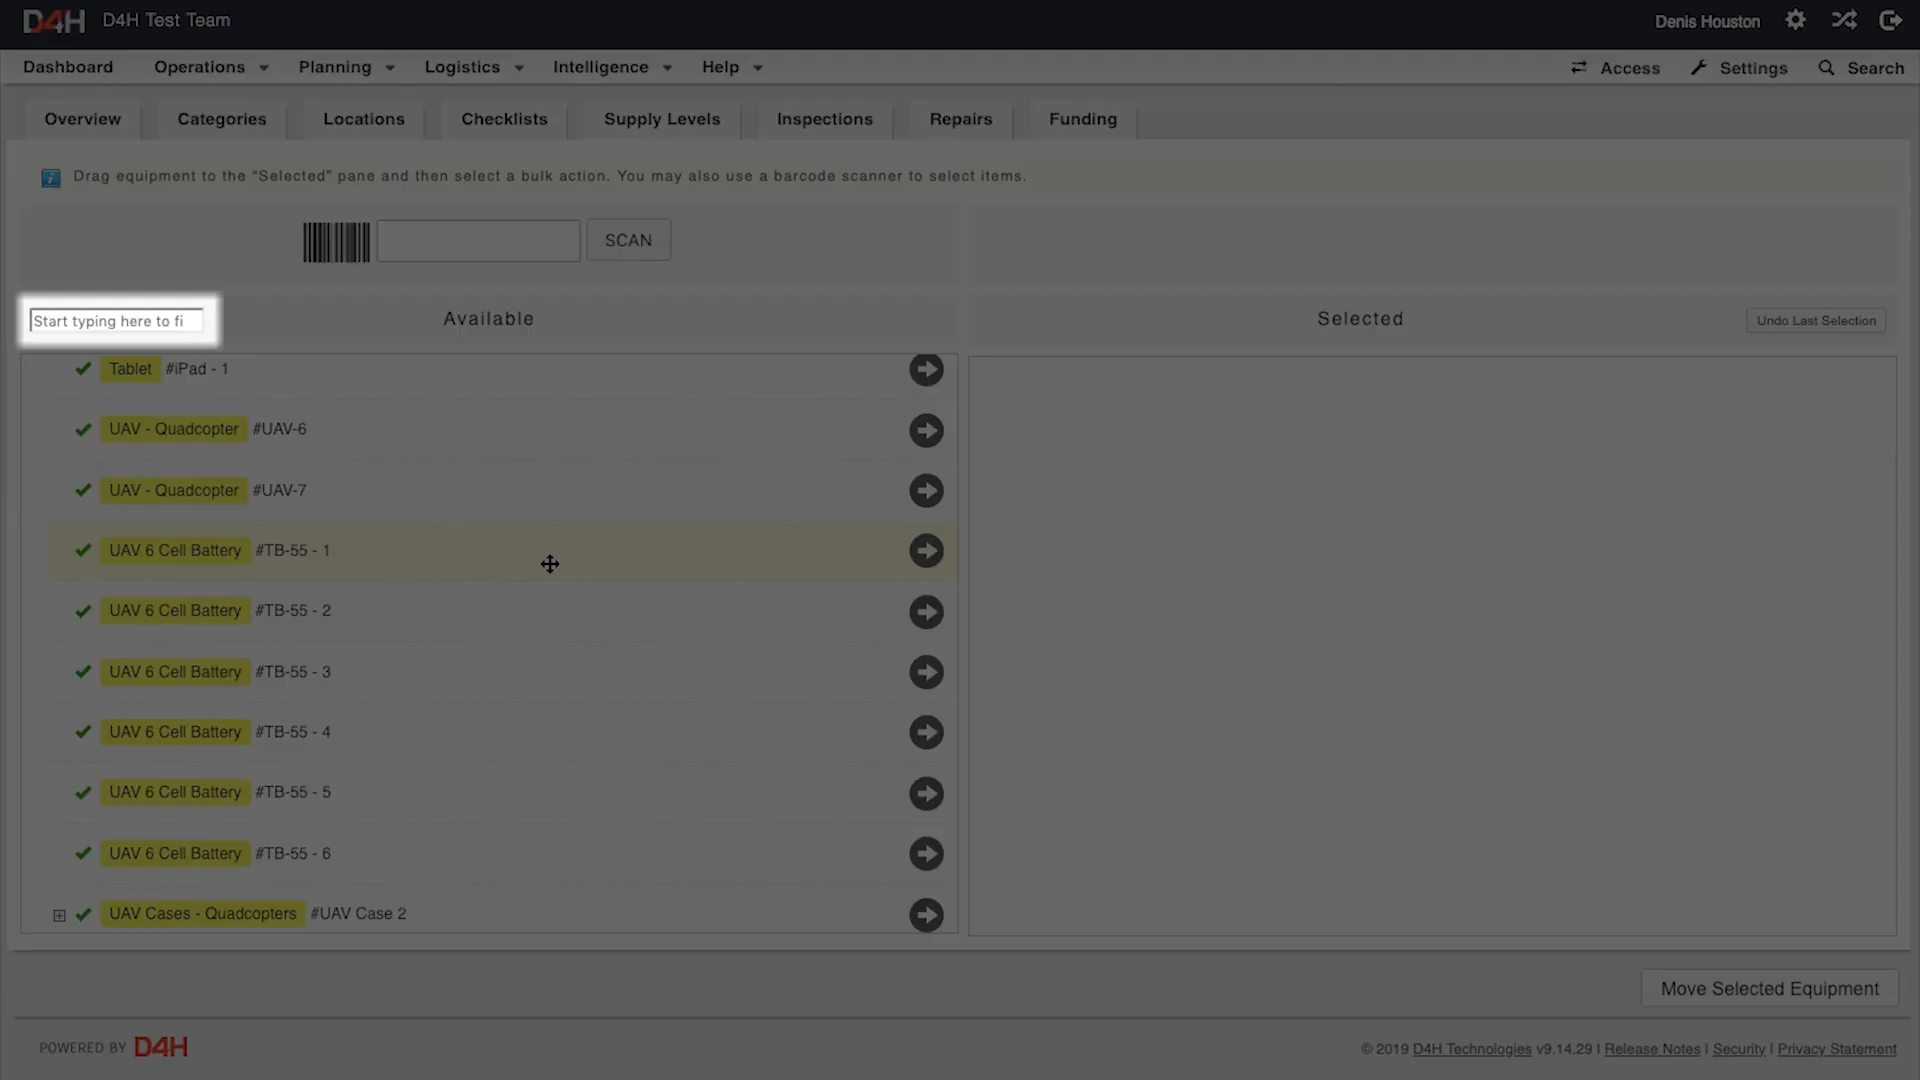 D4H D4H Test Team Denis Houston
Dashboard Operations Planning Logistics Intelligence Help Access Settings Search
Overview Categories Locations Checklists Supply Levels Inspections Repairs Funding
Drag equipment to the "Selected" pane and then select a bulk action. You may also use a barcode scanner to select items.
SCAN
Start typing here to fi Available Selected Undo Last Selection
Tablet #iPad - 1
UAV - Quadcopter #UAV-6
UAV - Quadcopter #UAV-7
UAV 6 Cell Battery #TB-55 - 1
UAV 6 Cell Battery #TB-55 - 2
UAV 6 Cell Battery #TB-55 - 3
UAV 6 Cell Battery #TB-55 - 4
UAV 6 Cell Battery #TB-55 - 5
UAV 6 Cell Battery #TB-55 - 6
UAV Cases - Quadcopters #UAV Case 2
Move Selected Equipment
POWERED BY D4H © 2019 D4H Technologies v9.14.29 | Release Notes | Security | Privacy Statement